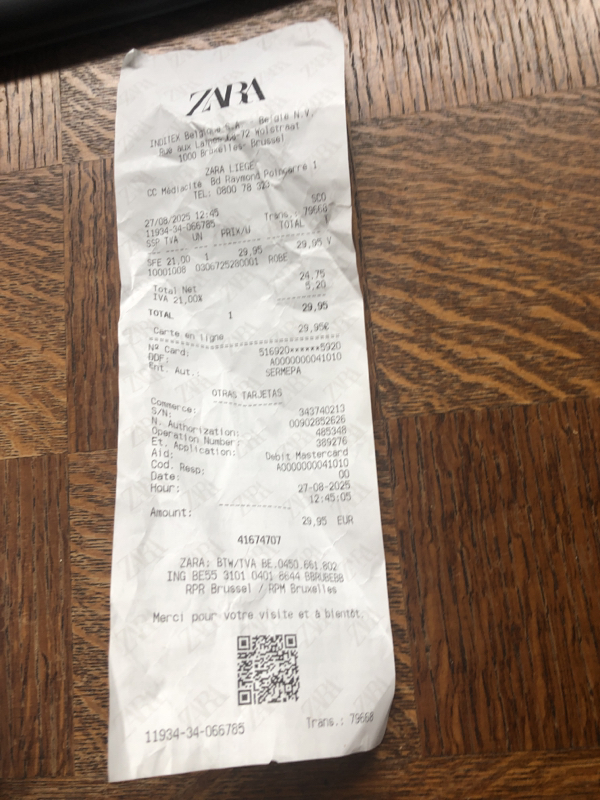 ZARA
INDITEX Belgique S.A. - België N.V.
Rue aux Laines 72 Wolstraat
1000 Bruxelles- Brussel
ZARA LIEGE
CC Médiacité Bd Raymond Poincarré 1
TEL: 0800 78 323
SCO
27/08/2025 12:45 Trans.: 79668
11934-34-066785
SSP TVA UN PRIX/U TOTAL
SFE 21,00 1 29,95 29,95 V
10001008 ROBE
Total Net 24,75
IVA 21,00% 5,20
TOTAL 1 29,95
Carte en ligne 29,95€
Nº Card: 516920******5920
DDF: A0000000041010
Ent. Aut.: SERMEPA
OTRAS TARJETAS
Commerce: 343740213
S/N: 00902852626
N. Authorization: 485348
Operation Number: 389276
Et. Application: Debit Mastercard
Aid: A0000000041010
Cod. Resp: 00
Date: 27-08-2025
Hour: 12:45:05
Amount: 29,95 EUR
41674707
ZARA: BTW/TVA BE.0450.661.802
ING BE55 3101 0401 8644 BBRUBEBB
RPR Brussel / RPM Bruxelles
Merci pour votre visite et à bientôt.
11934-34-066785 Trans.: 79668